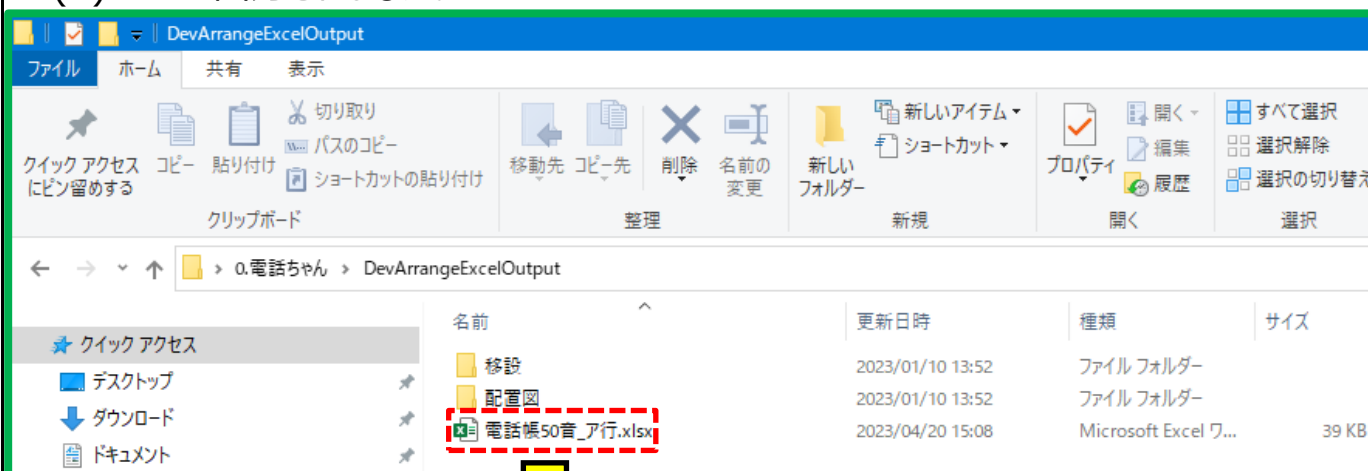 DevArrangeExcelOutput
ファイル ホーム 共有 表示
クイック アクセス
にピン留めする
コピー
貼り付け
切り取り
パスのコピー
ショートカットの貼り付け
クリップボード
移動先
コピー先
削除
名前の
変更
整理
新しい
フォルダー
新しいアイテム
ショートカット
新規
プロパティ
開く
編集
履歴
開く
すべて選択
選択解除
選択の切り替え
選択
0.電話ちゃん › DevArrangeExcelOutput
名前 更新日時 種類 サイズ
クイック アクセス
デスクトップ
ダウンロード
ドキュメント
移設 2023/01/10 13:52 ファイル フォルダー
配置図 2023/01/10 13:52 ファイル フォルダー
電話帳50音_ア行.xlsx 2023/04/20 15:08 Microsoft Excel ワ... 39 KB